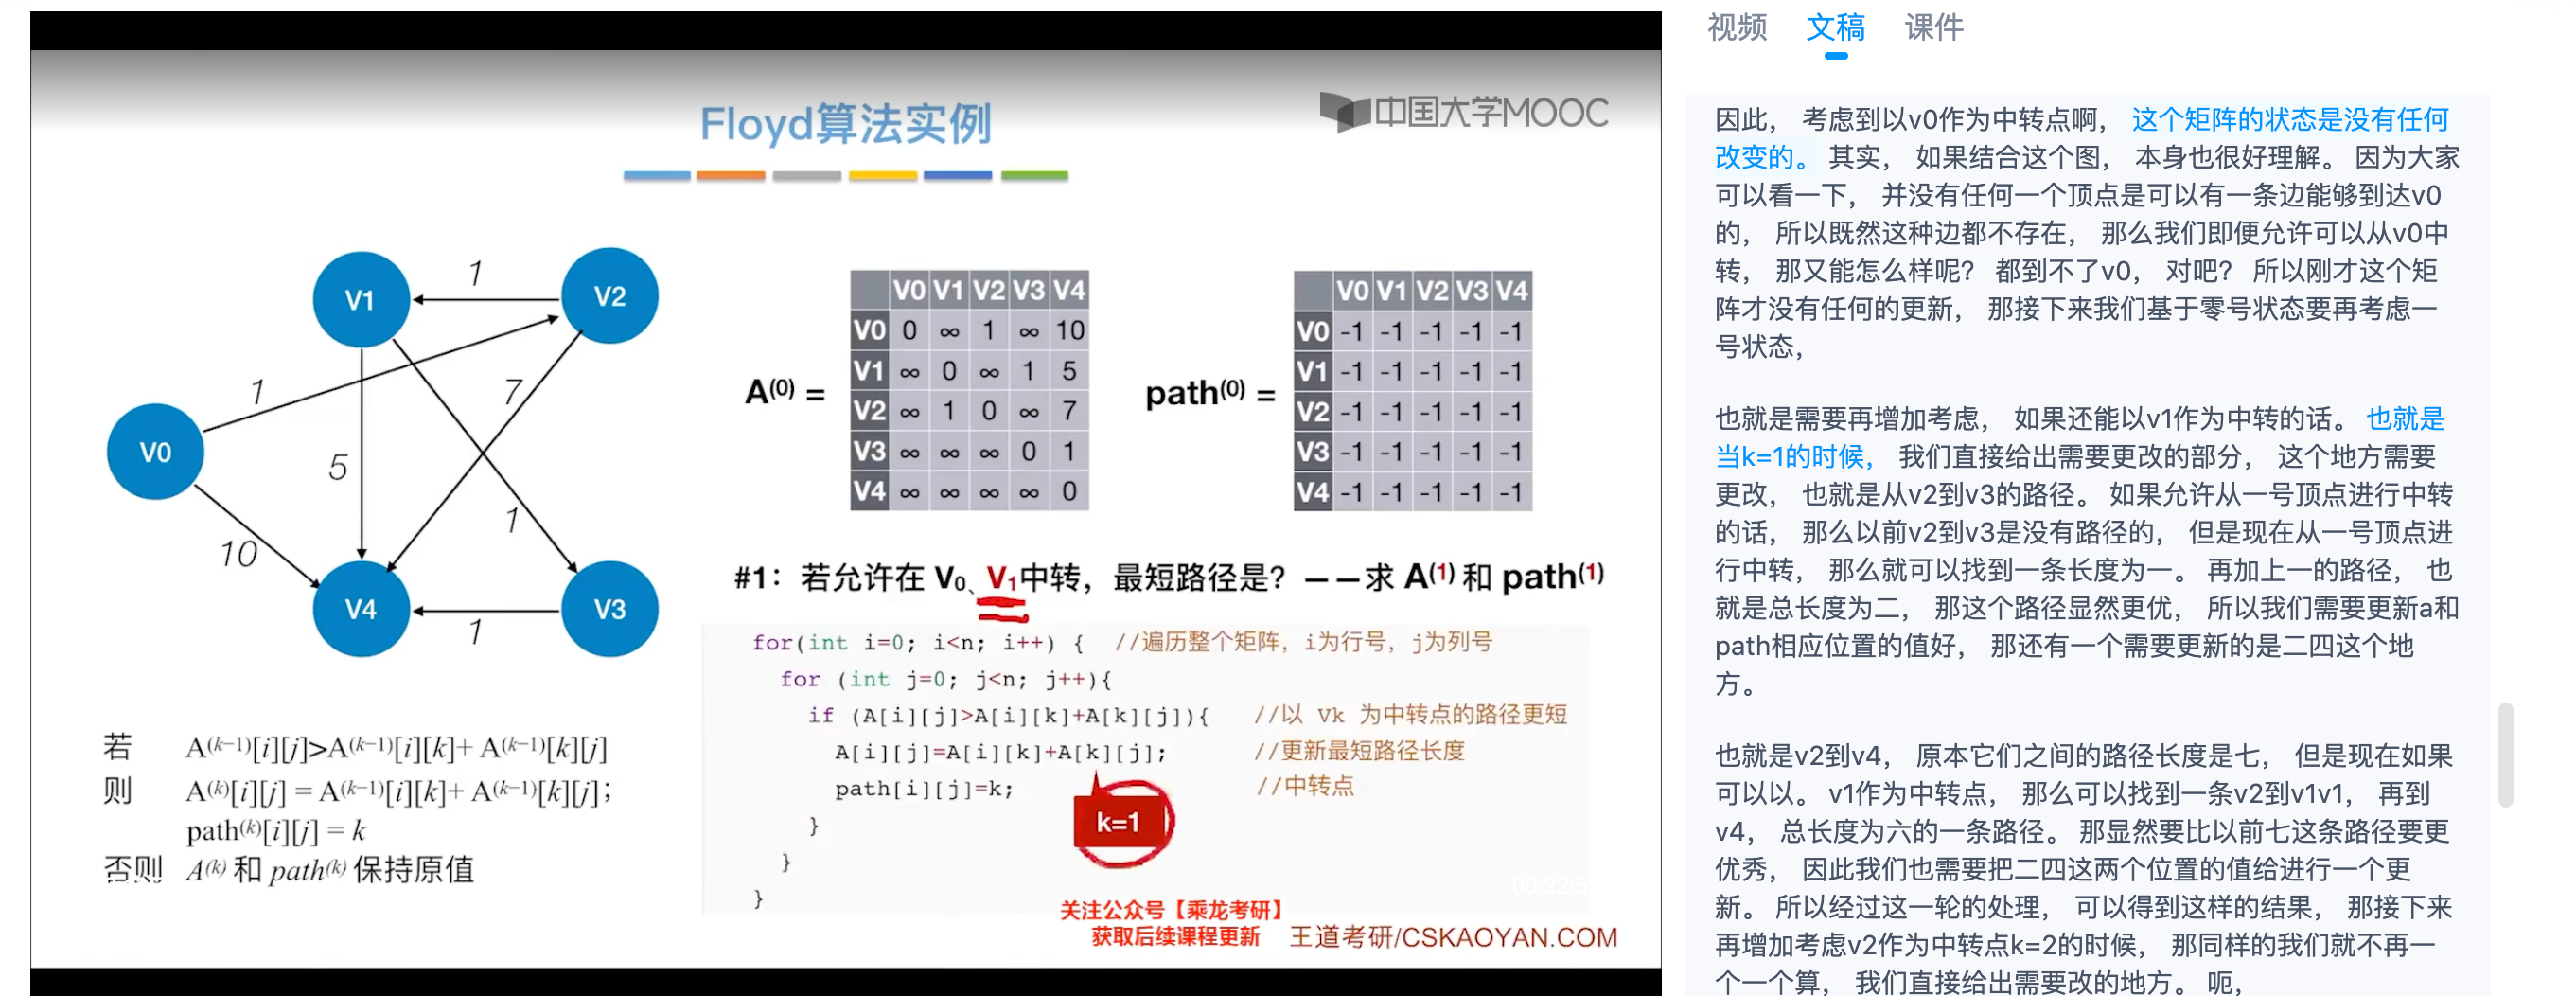 Floyd算法实例
中国大学MOOC
V1
V2
V0
V4
V3
1
1
7
5
1
10
1
A(0) =
V0 V1 V2 V3 V4
V0 0 ∞ 1 ∞ 10
V1 ∞ 0 ∞ 1 5
V2 ∞ 1 0 ∞ 7
V3 ∞ ∞ ∞ 0 1
V4 ∞ ∞ ∞ ∞ 0
path(0) =
V0 V1 V2 V3 V4
V0 -1 -1 -1 -1 -1
V1 -1 -1 -1 -1 -1
V2 -1 -1 -1 -1 -1
V3 -1 -1 -1 -1 -1
V4 -1 -1 -1 -1 -1
#1：若允许在 V0、V1中转，最短路径是？——求 A(1) 和 path(1)
for(int i=0; i<n; i++) { //遍历整个矩阵，i为行号，j为列号
for (int j=0; j<n; j++){
if (A[i][j]>A[i][k]+A[k][j]){ //以 Vk 为中转点的路径更短
A[i][j]=A[i][k]+A[k][j]; //更新最短路径长度
path[i][j]=k; //中转点
}
}
}
k=1
若 A(k−1)[i][j]>A(k−1)[i][k]+ A(k−1)[k][j]
则 A(k)[i][j] = A(k−1)[i][k]+ A(k−1)[k][j];
path(k)[i][j] = k
否则 A(k) 和 path(k) 保持原值
关注公众号【乘龙考研】
获取后续课程更新
王道考研/CSKAOYAN.COM
视频 文稿 课件
因此， 考虑到以v0作为中转点啊， 这个矩阵的状态是没有任何
改变的。 其实， 如果结合这个图， 本身也很好理解。 因为大家
可以看一下， 并没有任何一个顶点是可以有一条边能够到达v0
的， 所以既然这种边都不存在， 那么我们即便允许可以从v0中
转， 那又能怎么样呢？ 都到不了v0， 对吧？ 所以刚才这个矩
阵才没有任何的更新， 那接下来我们基于零号状态要再考虑一
号状态，
也就是需要再增加考虑， 如果还能以v1作为中转的话。 也就是
当k=1的时候， 我们直接给出需要更改的部分， 这个地方需要
更改， 也就是从v2到v3的路径。 如果允许从一号顶点进行中转
的话， 那么以前v2到v3是没有路径的， 但是现在从一号顶点进
行中转， 那么就可以找到一条长度为一。 再加上一的路径， 也
就是总长度为二， 那这个路径显然更优， 所以我们需要更新a和
path相应位置的值好， 那还有一个需要更新的是二四这个地
方。
也就是v2到v4， 原本它们之间的路径长度是七， 但是现在如果
可以以。 v1作为中转点， 那么可以找到一条v2到v1v1， 再到
v4， 总长度为六的一条路径。 那显然要比以前七这条路径要更
优秀， 因此我们也需要把二四这两个位置的值给进行一个更
新。 所以经过这一轮的处理， 可以得到这样的结果， 那接下来
再增加考虑v2作为中转点k=2的时候， 那同样的我们就不再一
个一个算， 我们直接给出需要改的地方。 呃，